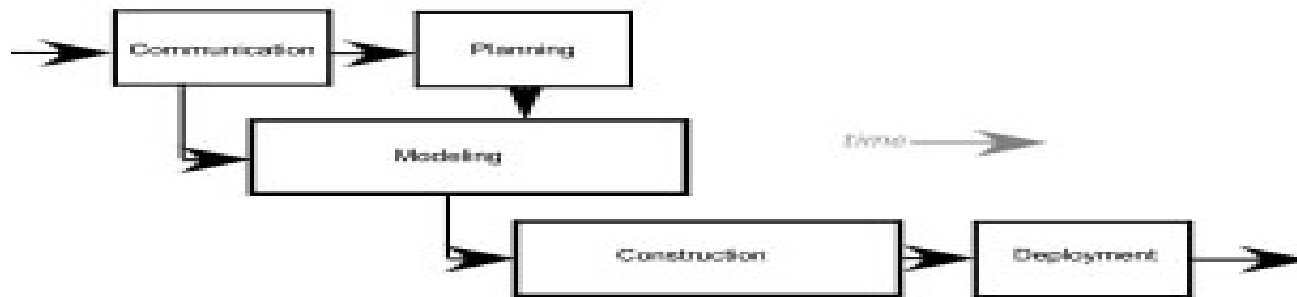 Communication
Planning
Modeling
time
Construction
Deployment